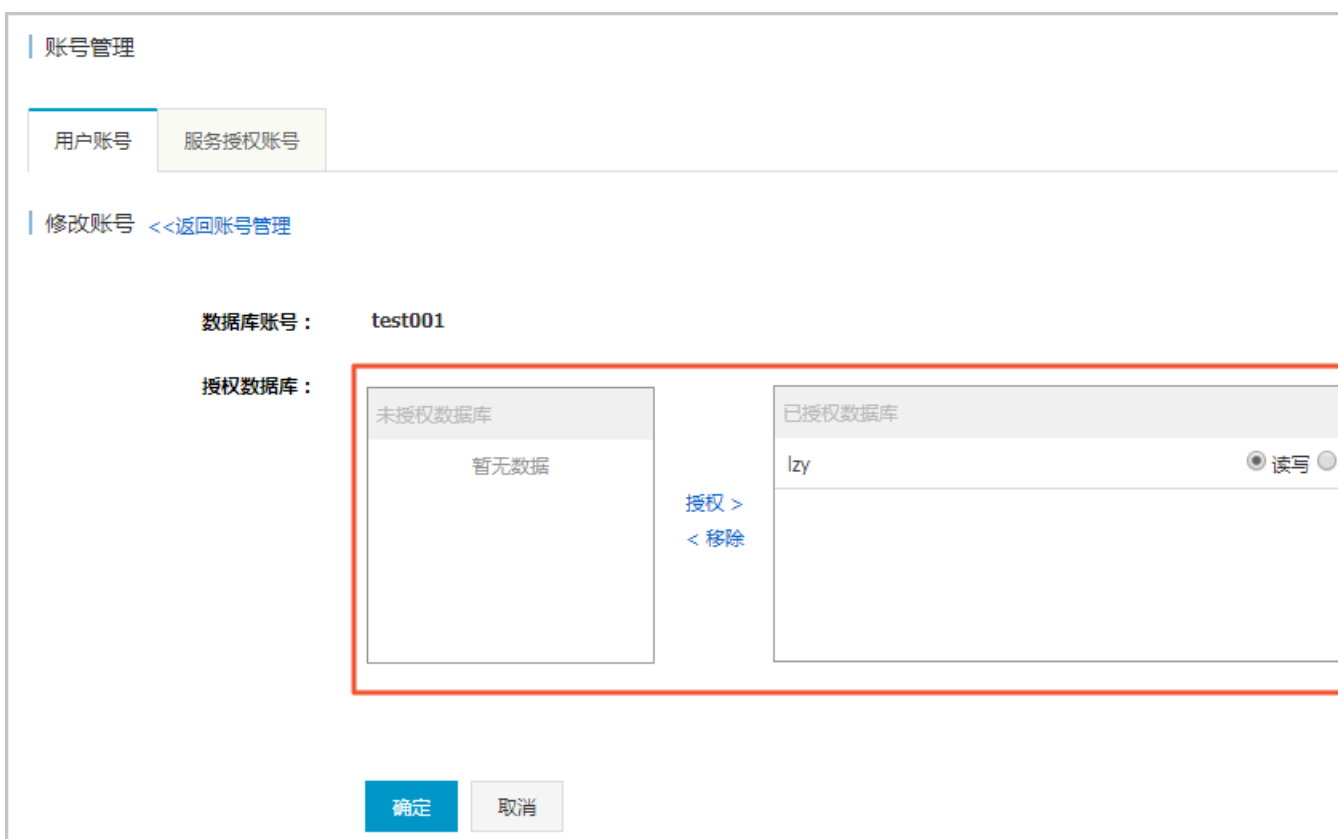 账号管理
用户账号 服务授权账号
修改账号 <<返回账号管理
数据库账号： test001
授权数据库：
未授权数据库 已授权数据库
暂无数据 lzy 读写
授权 >
< 移除
确定 取消